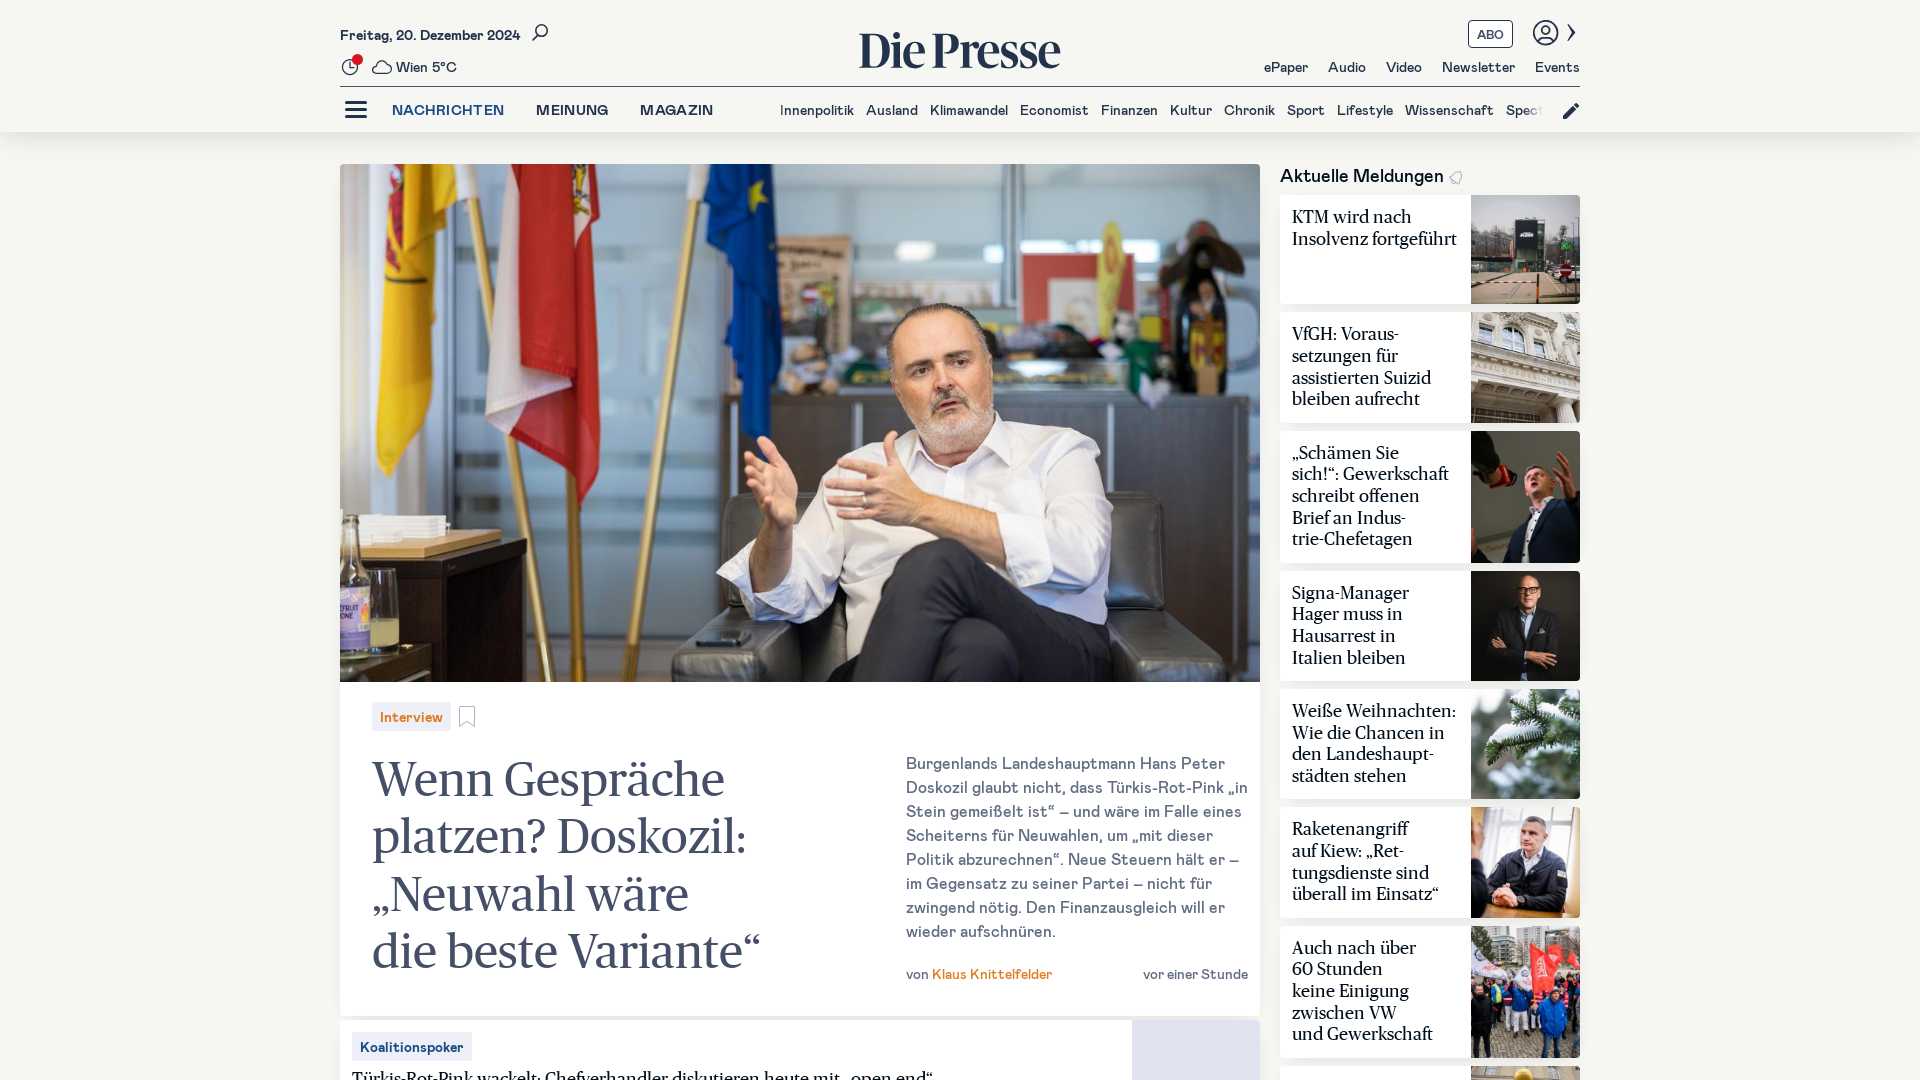 Freitag, 20. Dezember 2024
Wien 5°C
Die Presse
ABO
ePaper Audio Video Newsletter Events
NACHRICHTEN MEINUNG MAGAZIN
Innenpolitik Ausland Klimawandel Economist Finanzen Kultur Chronik Sport Lifestyle Wissenschaft Spect
Interview
Wenn Gespräche
platzen? Doskozil:
„Neuwahl wäre
die beste Variante“
Burgenlands Landeshauptmann Hans Peter
Doskozil glaubt nicht, dass Türkis-Rot-Pink „in
Stein gemeißelt ist“ – und wäre im Falle eines
Scheiterns für Neuwahlen, um „mit dieser
Politik abzurechnen“. Neue Steuern hält er –
im Gegensatz zu seiner Partei – nicht für
zwingend nötig. Den Finanzausgleich will er
wieder aufschnüren.
von Klaus Knittelfelder
vor einer Stunde
Koalitionspoker
Türkis-Rot-Pink wackelt: Chefverhandler diskutieren heute mit „open end“
Aktuelle Meldungen
KTM wird nach
Insolvenz fortgeführt
VfGH: Voraus-
setzungen für
assistierten Suizid
bleiben aufrecht
„Schämen Sie
sich!“: Gewerkschaft
schreibt offenen
Brief an Indus-
trie-Chefetagen
Signa-Manager
Hager muss in
Hausarrest in
Italien bleiben
Weiße Weihnachten:
Wie die Chancen in
den Landeshaupt-
städten stehen
Raketenangriff
auf Kiew: „Ret-
tungsdienste sind
überall im Einsatz“
Auch nach über
60 Stunden
keine Einigung
zwischen VW
und Gewerkschaft